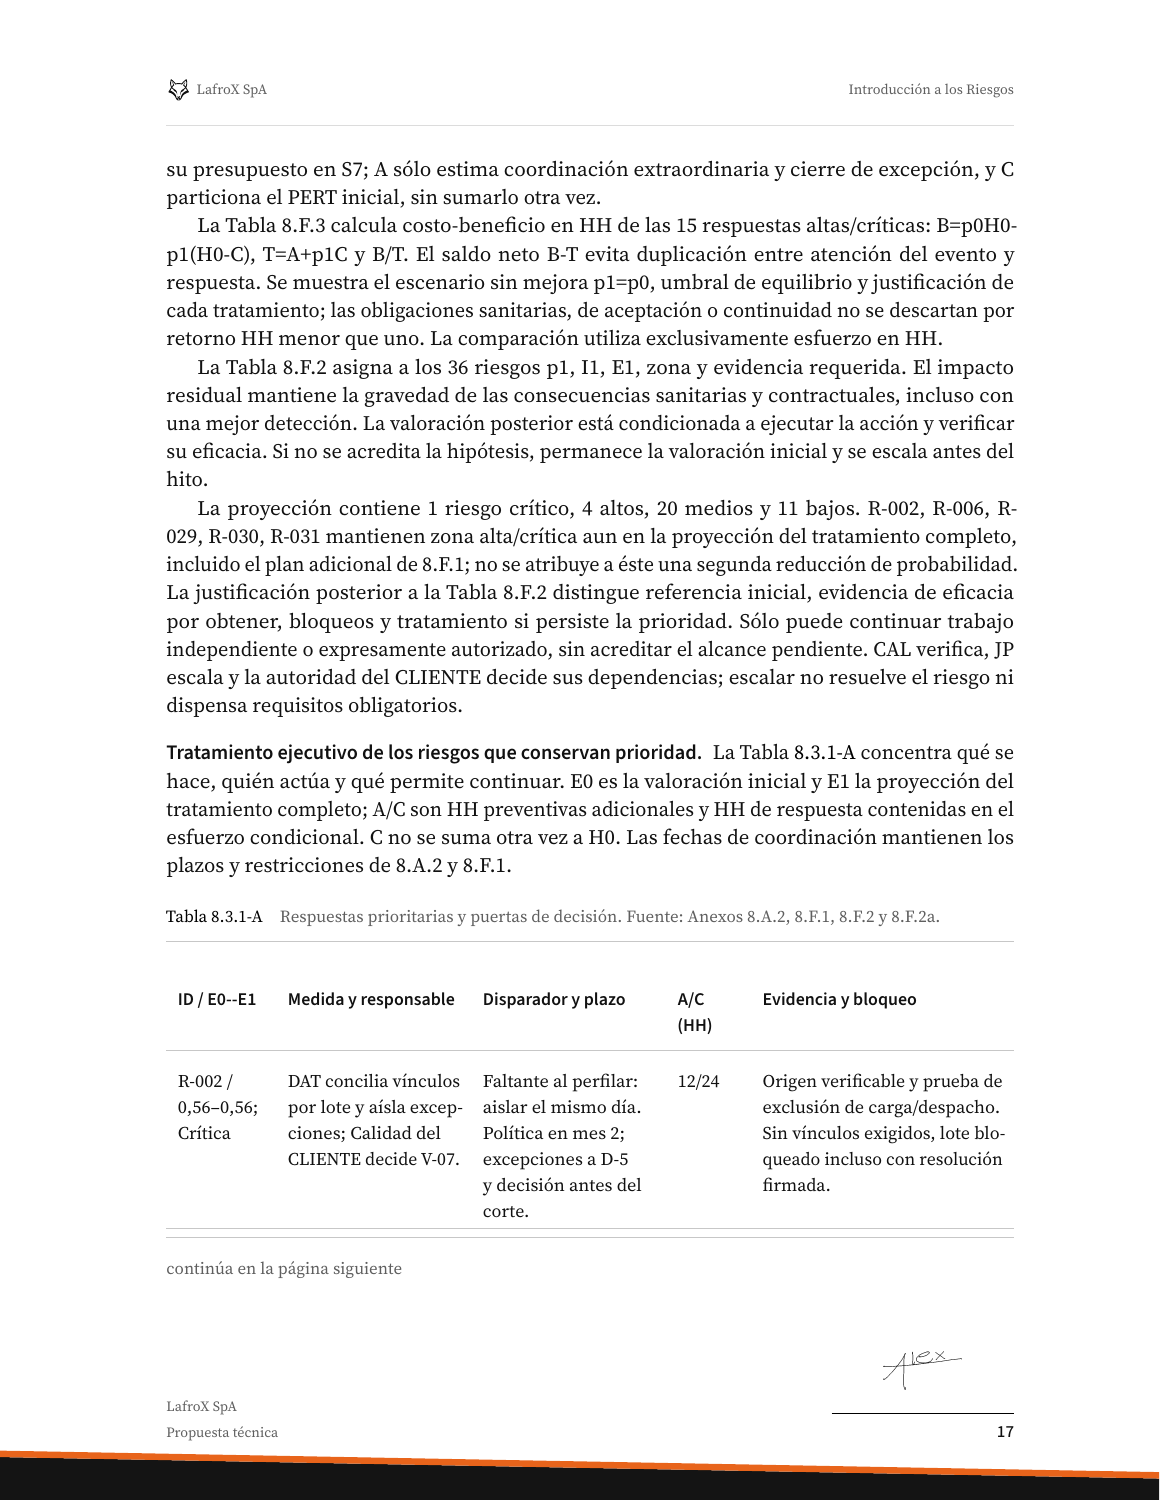 LafroX SpA
Introducción a los Riesgos
su presupuesto en S7; A sólo estima coordinación extraordinaria y cierre de excepción, y C
particiona el PERT inicial, sin sumarlo otra vez.
La Tabla 8.F.3 calcula costo-beneficio en HH de las 15 respuestas altas/críticas: B=p0H0-
p1(H0-C), T=A+p1C y B/T. El saldo neto B-T evita duplicación entre atención del evento y
respuesta. Se muestra el escenario sin mejora p1=p0, umbral de equilibrio y justificación de
cada tratamiento; las obligaciones sanitarias, de aceptación o continuidad no se descartan por
retorno HH menor que uno. La comparación utiliza exclusivamente esfuerzo en HH.
La Tabla 8.F.2 asigna a los 36 riesgos p1, I1, E1, zona y evidencia requerida. El impacto
residual mantiene la gravedad de las consecuencias sanitarias y contractuales, incluso con
una mejor detección. La valoración posterior está condicionada a ejecutar la acción y verificar
su eficacia. Si no se acredita la hipótesis, permanece la valoración inicial y se escala antes del
hito.
La proyección contiene 1 riesgo crítico, 4 altos, 20 medios y 11 bajos. R-002, R-006, R-
029, R-030, R-031 mantienen zona alta/crítica aun en la proyección del tratamiento completo,
incluido el plan adicional de 8.F.1; no se atribuye a éste una segunda reducción de probabilidad.
La justificación posterior a la Tabla 8.F.2 distingue referencia inicial, evidencia de eficacia
por obtener, bloqueos y tratamiento si persiste la prioridad. Sólo puede continuar trabajo
independiente o expresamente autorizado, sin acreditar el alcance pendiente. CAL verifica, JP
escala y la autoridad del CLIENTE decide sus dependencias; escalar no resuelve el riesgo ni
dispensa requisitos obligatorios.
Tratamiento ejecutivo de los riesgos que conservan prioridad. La Tabla 8.3.1-A concentra qué se
hace, quién actúa y qué permite continuar. E0 es la valoración inicial y E1 la proyección del
tratamiento completo; A/C son HH preventivas adicionales y HH de respuesta contenidas en el
esfuerzo condicional. C no se suma otra vez a H0. Las fechas de coordinación mantienen los
plazos y restricciones de 8.A.2 y 8.F.1.
Tabla 8.3.1-A Respuestas prioritarias y puertas de decisión. Fuente: Anexos 8.A.2, 8.F.1, 8.F.2 y 8.F.2a.
ID / E0--E1
Medida y responsable
Disparador y plazo
A/C
(HH)
Evidencia y bloqueo
R-002 /
0,56–0,56;
Crítica
DAT concilia vínculos
por lote y aísla excep-
ciones; Calidad del
CLIENTE decide V-07.
Faltante al perfilar:
aislar el mismo día.
Política en mes 2;
excepciones a D-5
y decisión antes del
corte.
12/24
Origen verificable y prueba de
exclusión de carga/despacho.
Sin vínculos exigidos, lote blo-
queado incluso con resolución
firmada.
continúa en la página siguiente
Alex
LafroX SpA
Propuesta técnica
17